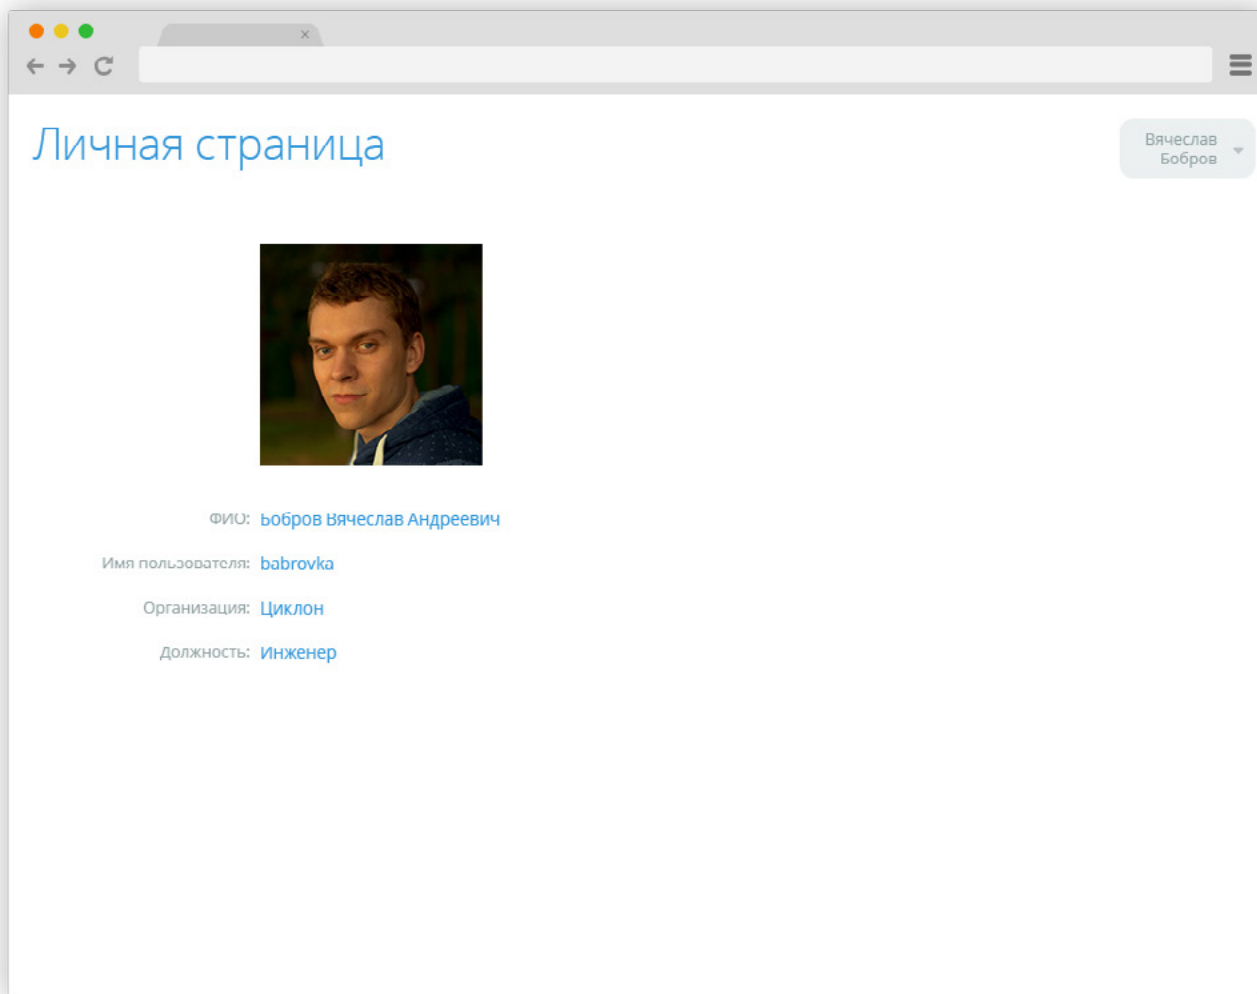 Личная страница
Вячеслав
Бобров
ФИО: Бобров Вячеслав Андреевич
Имя пользователя: babrovka
Организация: Циклон
Должность: Инженер